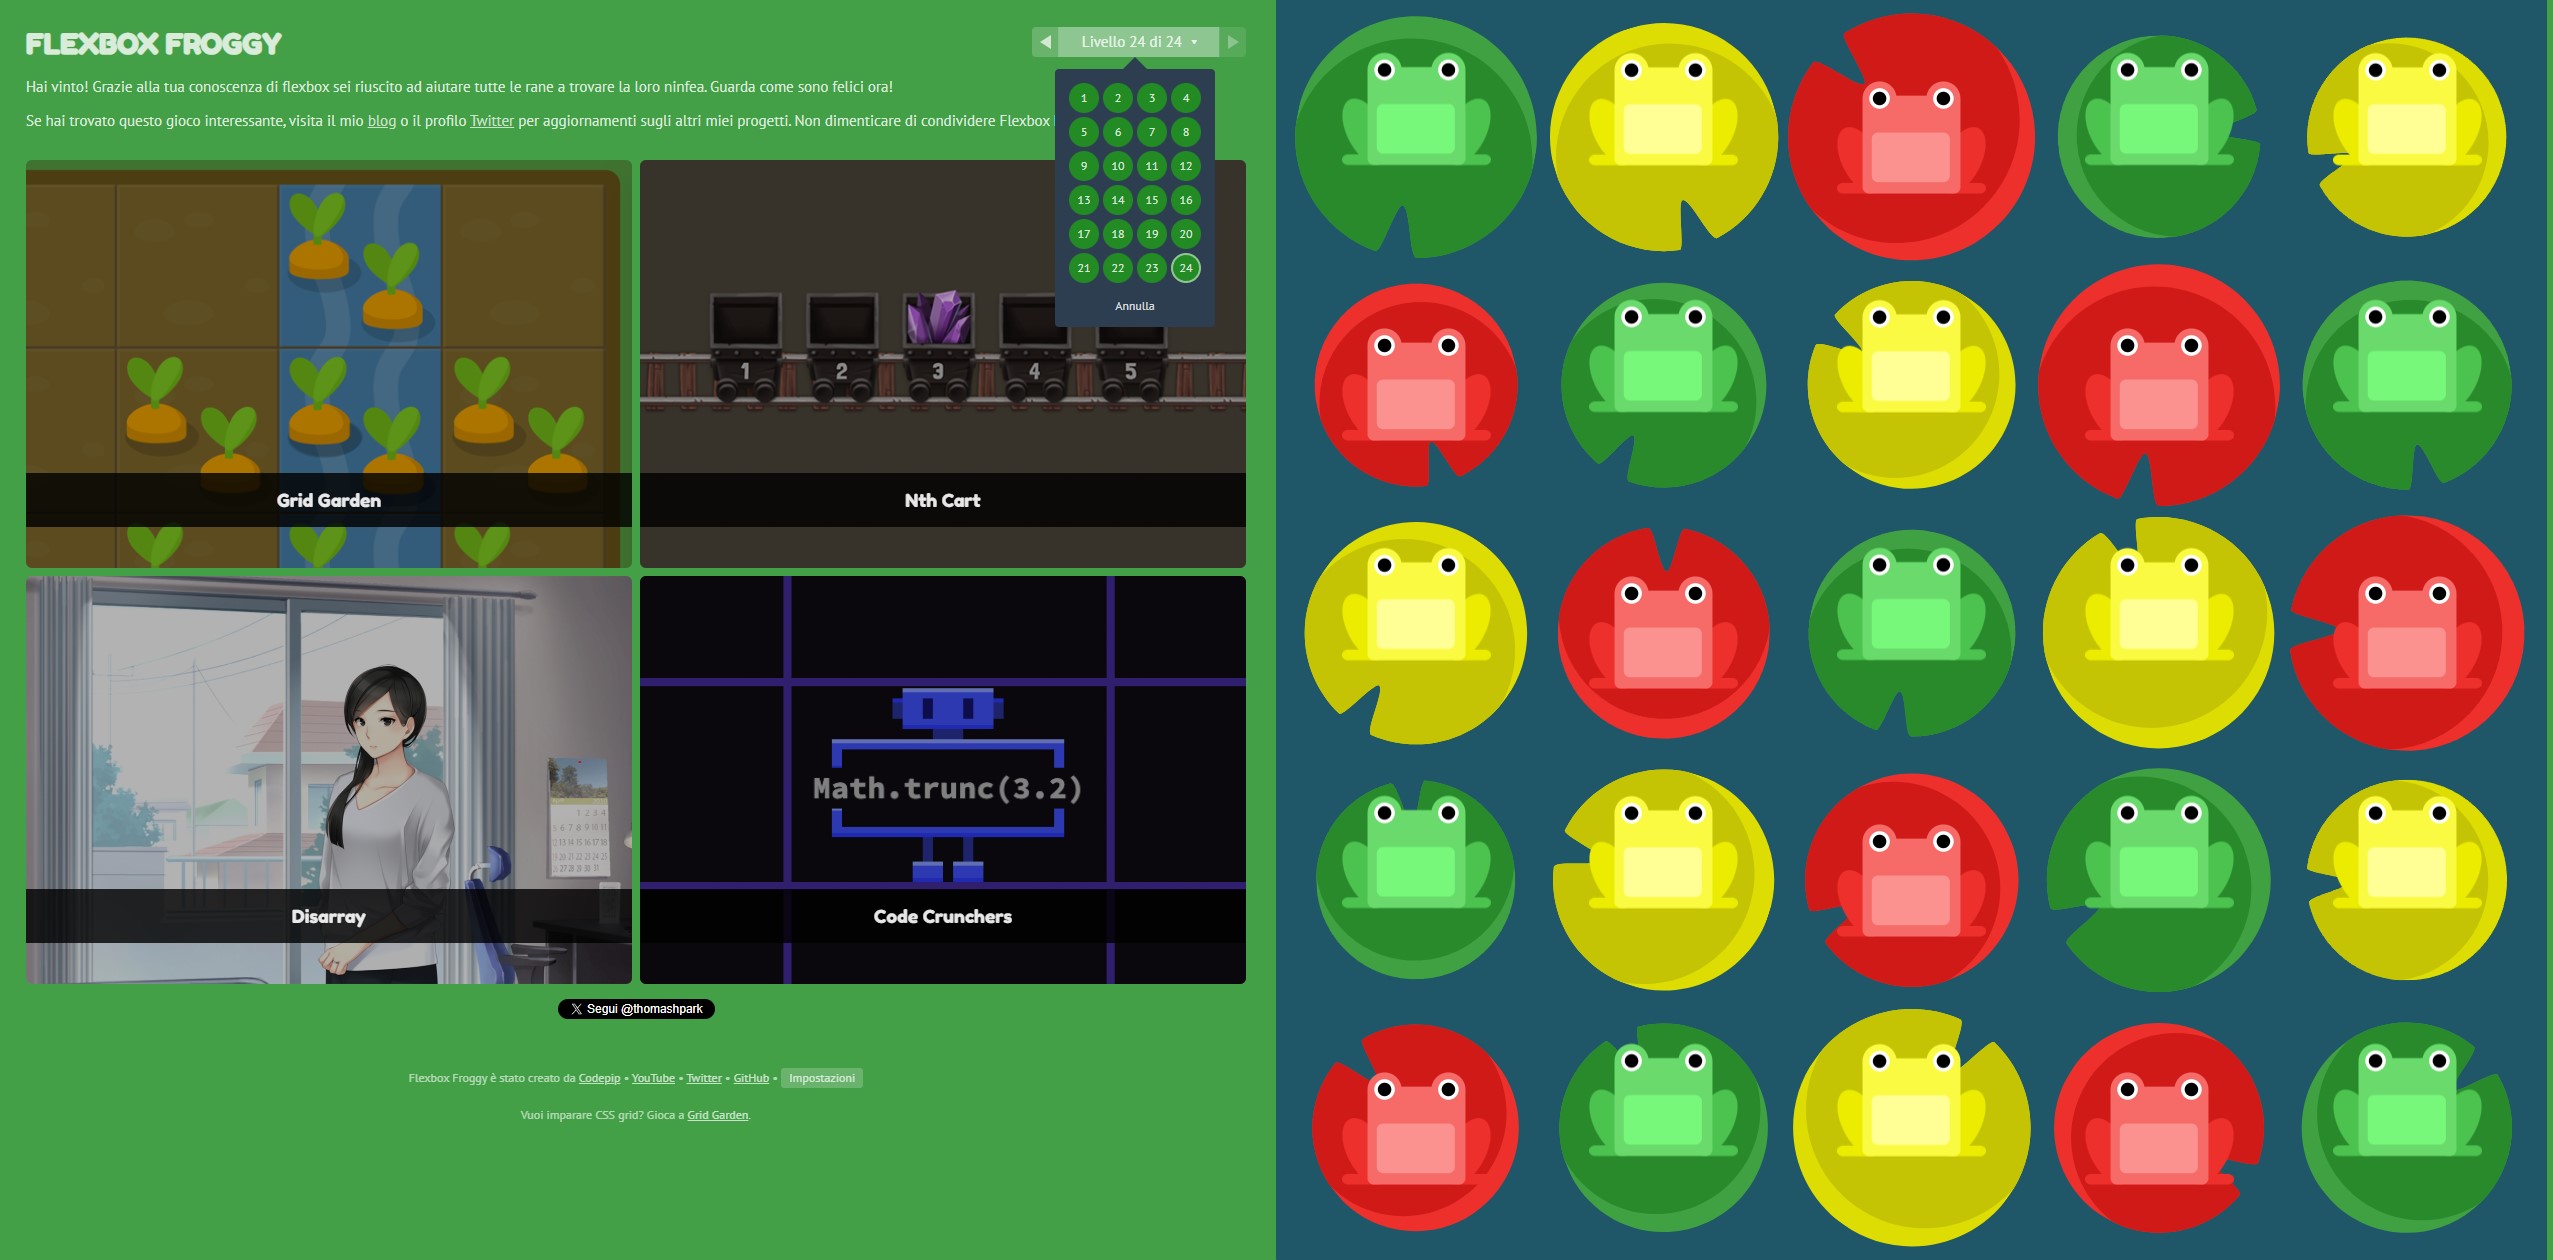 FLEXBOX FROGGY
Livello 24 di 24
Hai vinto! Grazie alla tua conoscenza di flexbox sei riuscito ad aiutare tutte le rane a trovare la loro ninfea. Guarda come sono felici ora!
Se hai trovato questo gioco interessante, visita il mio blog o il profilo Twitter per aggiornamenti sugli altri miei progetti. Non dimenticare di condividere Flexbox
1 2 3 4
5 6 7 8
9 10 11 12
13 14 15 16
17 18 19 20
21 22 23 24
Annulla
1 2 3 4 5
Grid Garden
Nth Cart
Math.trunc(3.2)
Disarray
Code Crunchers
Segui @thomashpark
Flexbox Froggy è stato creato da Codepip • YouTube • Twitter • GitHub • Impostazioni
Vuoi imparare CSS grid? Gioca a Grid Garden.